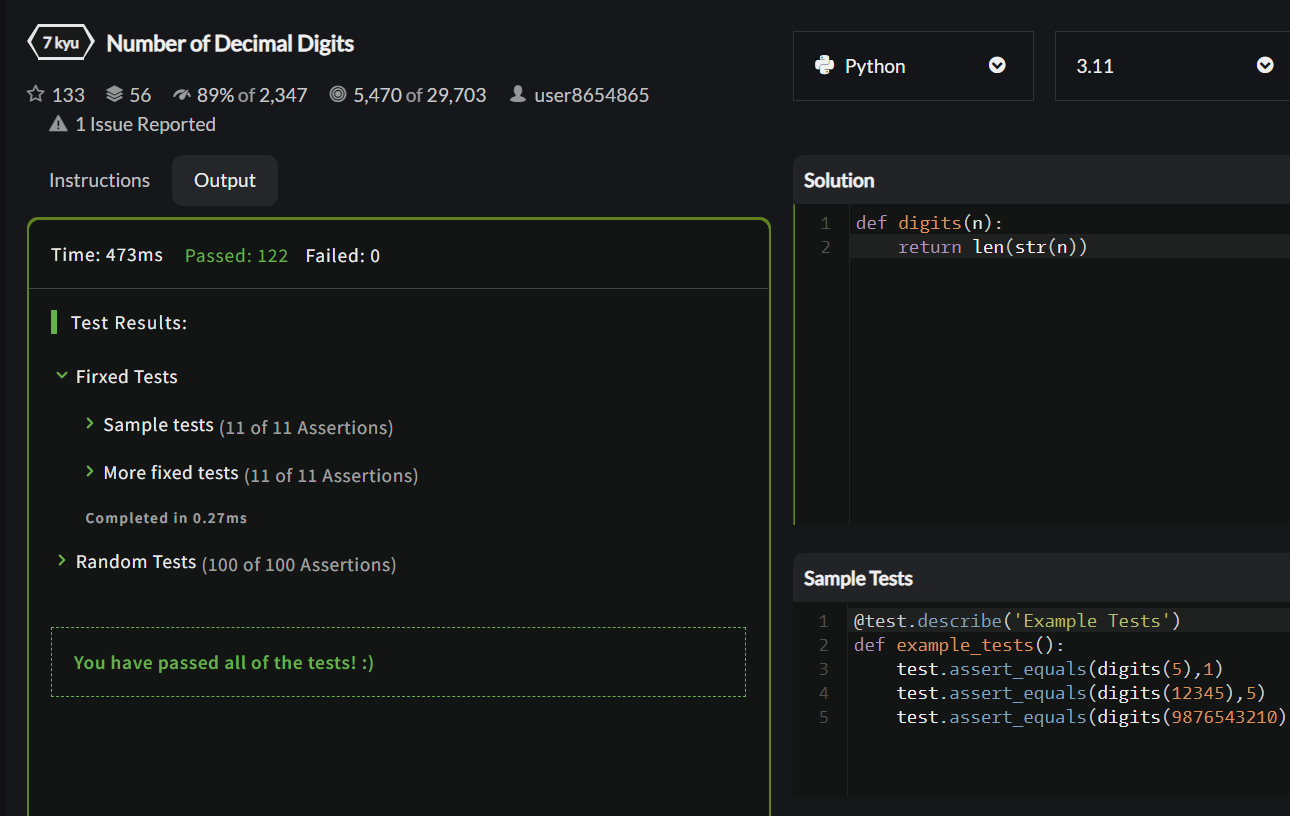 7 kyu Number of Decimal Digits
133 56 89% of 2,347 5,470 of 29,703 user8654865
1 Issue Reported
Instructions Output
Time: 473ms Passed: 122 Failed: 0
Test Results:
Firxed Tests
Sample tests (11 of 11 Assertions)
More fixed tests (11 of 11 Assertions)
Completed in 0.27ms
Random Tests (100 of 100 Assertions)
You have passed all of the tests! :)
Python 3.11
Solution
1 def digits(n):
2 return len(str(n))
Sample Tests
1 @test.describe('Example Tests')
2 def example_tests():
3 test.assert_equals(digits(5),1)
4 test.assert_equals(digits(12345),5)
5 test.assert_equals(digits(9876543210)